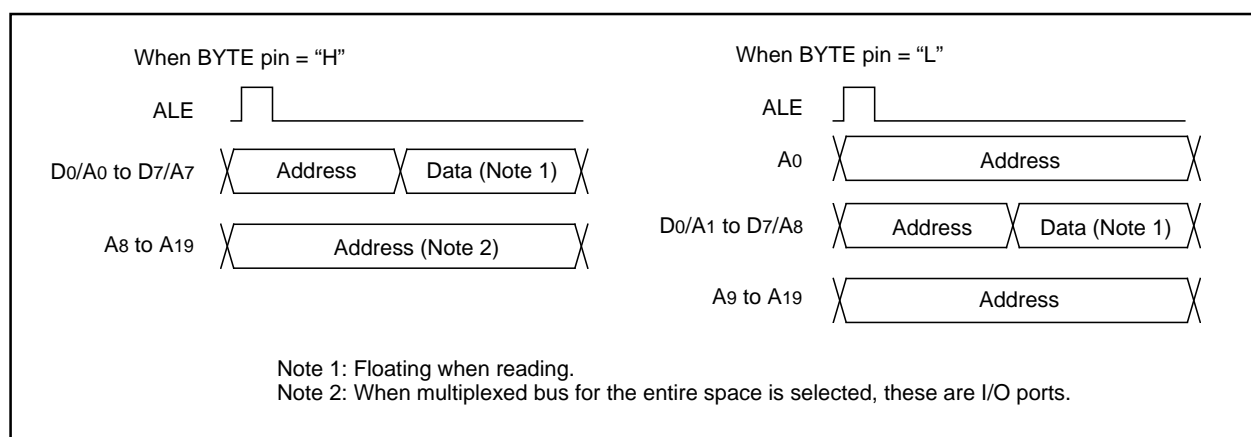 When BYTE pin = “H”
ALE
D0/A0 to D7/A7
Address
Data (Note 1)
A8 to A19
Address (Note 2)
When BYTE pin = “L”
ALE
A0
Address
D0/A1 to D7/A8
Address
Data (Note 1)
A9 to A19
Address
Note 1: Floating when reading.
Note 2: When multiplexed bus for the entire space is selected, these are I/O ports.